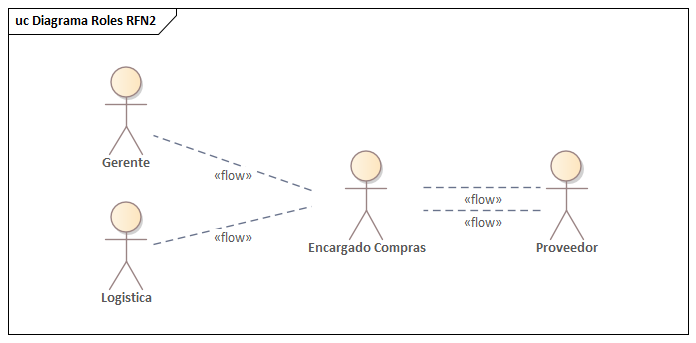 uc Diagrama Roles RFN2
Gerente
«flow»
«flow»
Logistica
Encargado Compras
«flow»
«flow»
Proveedor